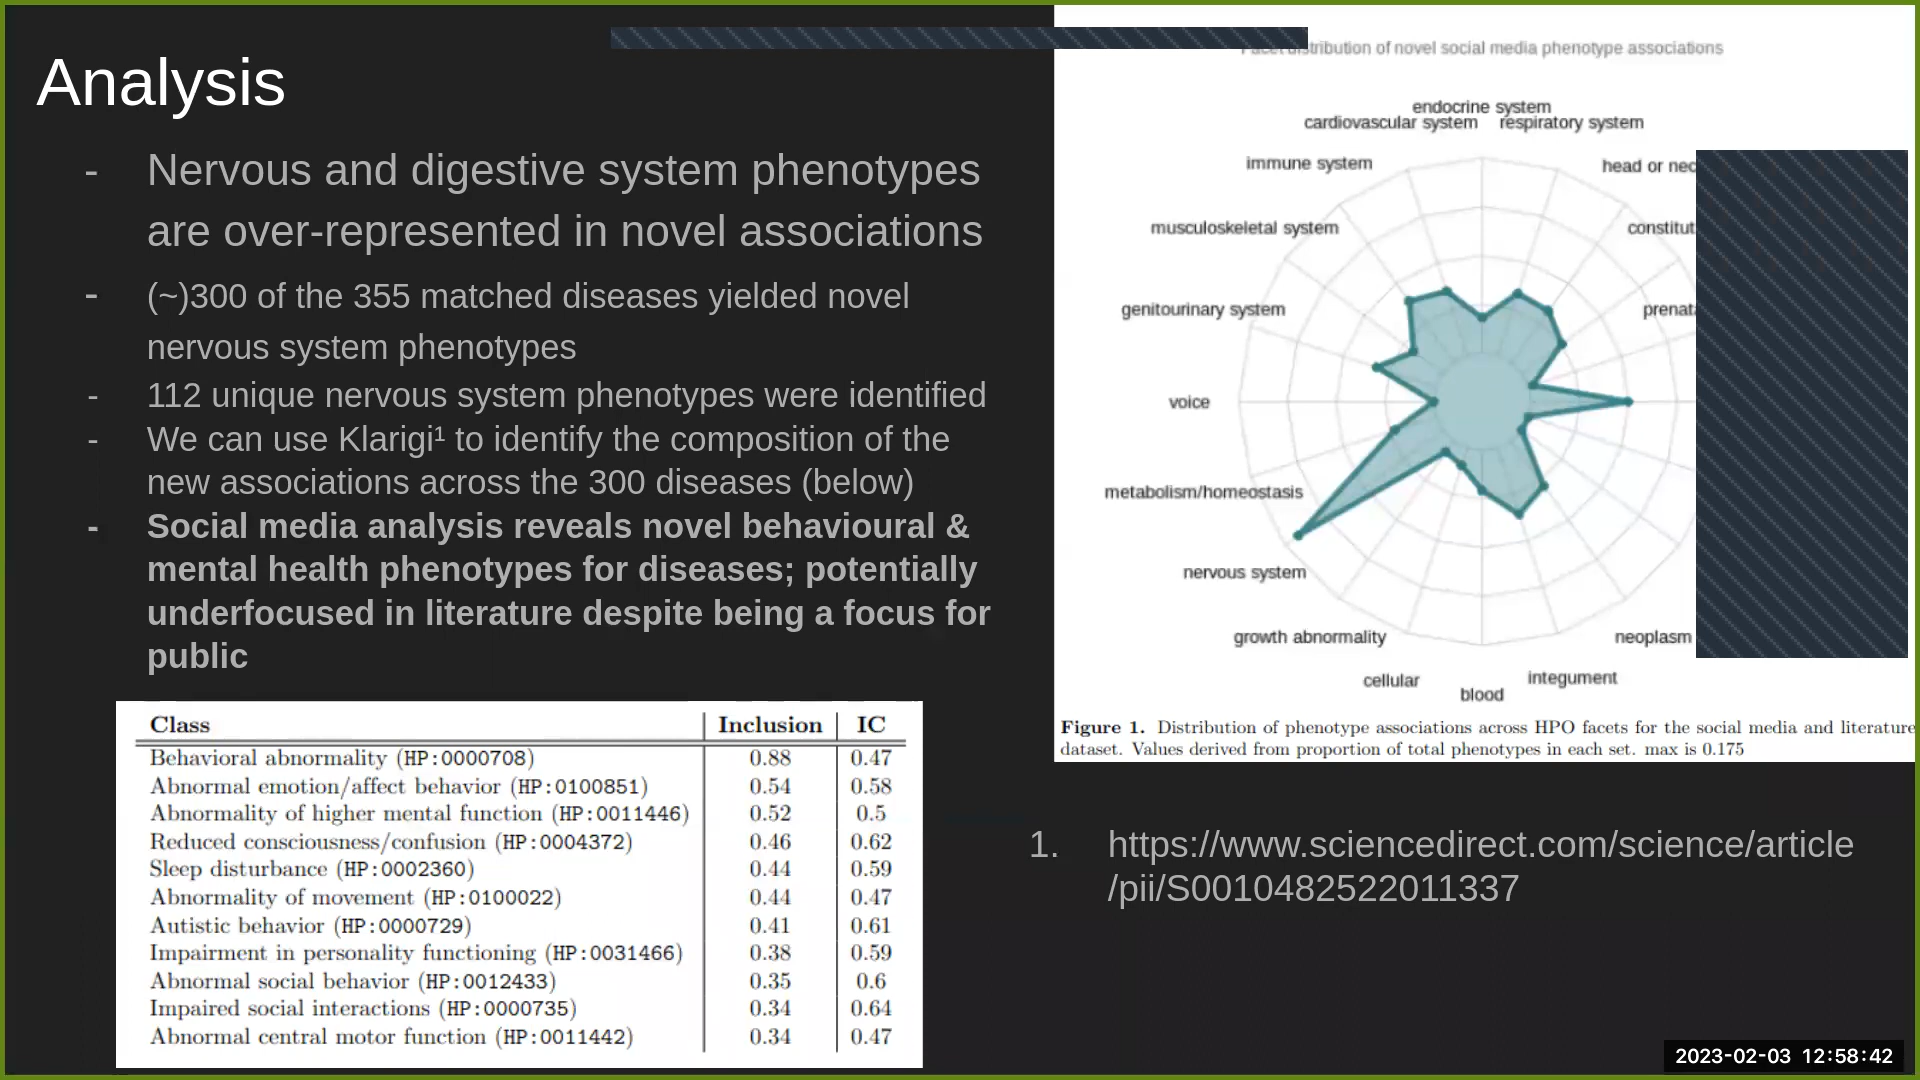 Analysis
- Nervous and digestive system phenotypes
are over-represented in novel associations
- (~)300 of the 355 matched diseases yielded novel
nervous system phenotypes
- 112 unique nervous system phenotypes were identified
- We can use Klarigi¹ to identify the composition of the
new associations across the 300 diseases (below)
- Social media analysis reveals novel behavioural &
mental health phenotypes for diseases; potentially
underfocused in literature despite being a focus for
public
Class Inclusion IC
Behavioral abnormality (HP:0000708) 0.88 0.47
Abnormal emotion/affect behavior (HP:0100851) 0.54 0.58
Abnormality of higher mental function (HP:0011446) 0.52 0.5
Reduced consciousness/confusion (HP:0004372) 0.46 0.62
Sleep disturbance (HP:0002360) 0.44 0.59
Abnormality of movement (HP:0100022) 0.44 0.47
Autistic behavior (HP:0000729) 0.41 0.61
Impairment in personality functioning (HP:0031466) 0.38 0.59
Abnormal social behavior (HP:0012433) 0.35 0.6
Impaired social interactions (HP:0000735) 0.34 0.64
Abnormal central motor function (HP:0011442) 0.34 0.47
Facet distribution of novel social media phenotype associations
endocrine system
cardiovascular system respiratory system
immune system head or
musculoskeletal system
genitourinary system
voice
metabolism/homeostasis
nervous system
growth abnormality neoplasm
cellular integument
blood
Figure 1. Distribution of phenotype associations across HPO facets for the social media and literature
dataset. Values derived from proportion of total phenotypes in each set. max is 0.175
1. https://www.sciencedirect.com/science/article
/pii/S0010482522011337
2023-02-03 12:58:42